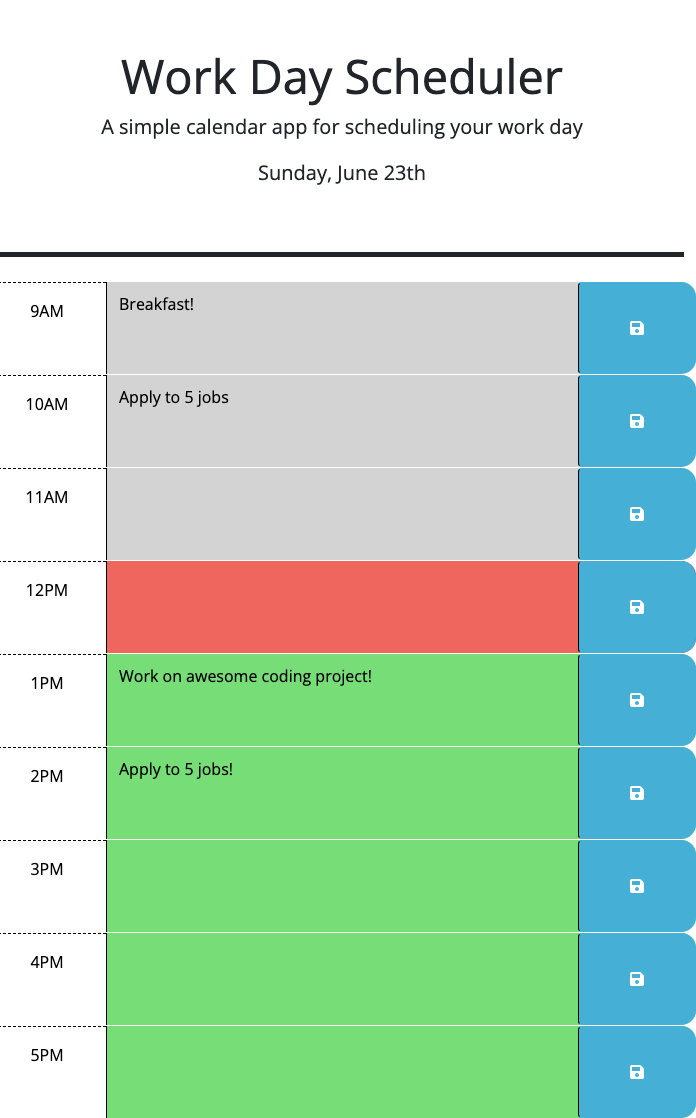 Work Day Scheduler
A simple calendar app for scheduling your work day
Sunday, June 23th
9AM
Breakfast!
10AM
Apply to 5 jobs
11AM
12PM
1PM
Work on awesome coding project!
2PM
Apply to 5 jobs!
3PM
4PM
5PM